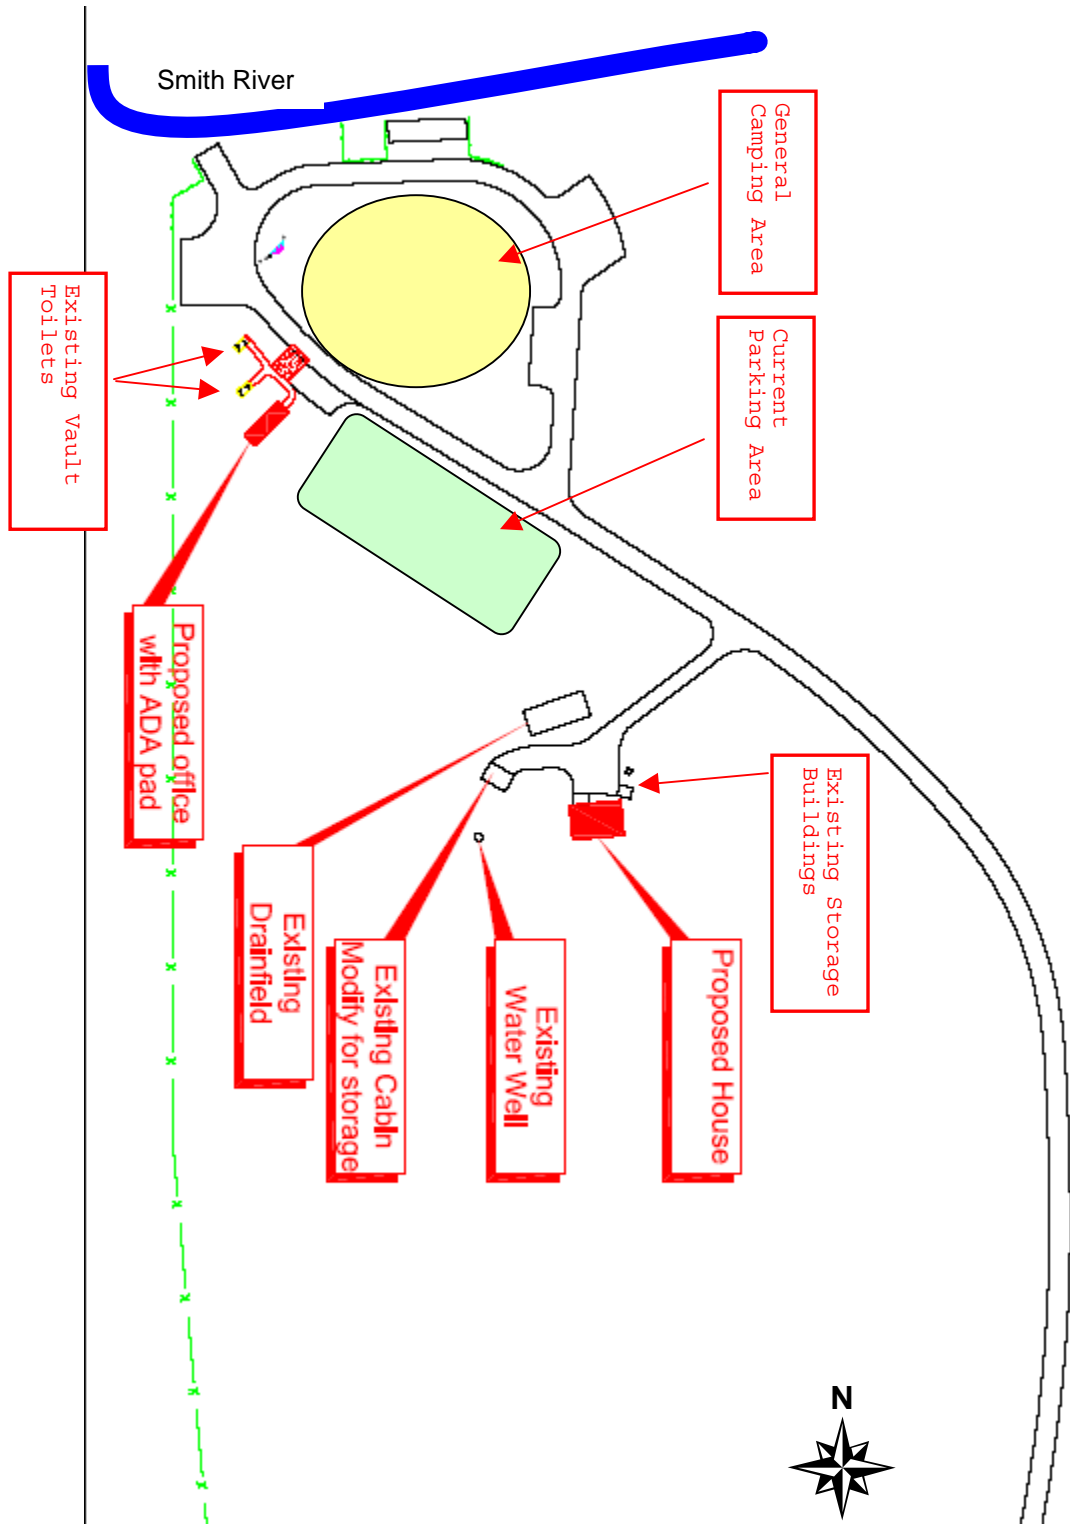 Smith River
General
Camping Area
Current
Parking Area
Existing Vault
Toilets
Proposed office
with ADA pad
Existing Storage
Buildings
Existing
Drainfield
Existing Cabin
Modify for storage
Existing
Water Well
Proposed House
N